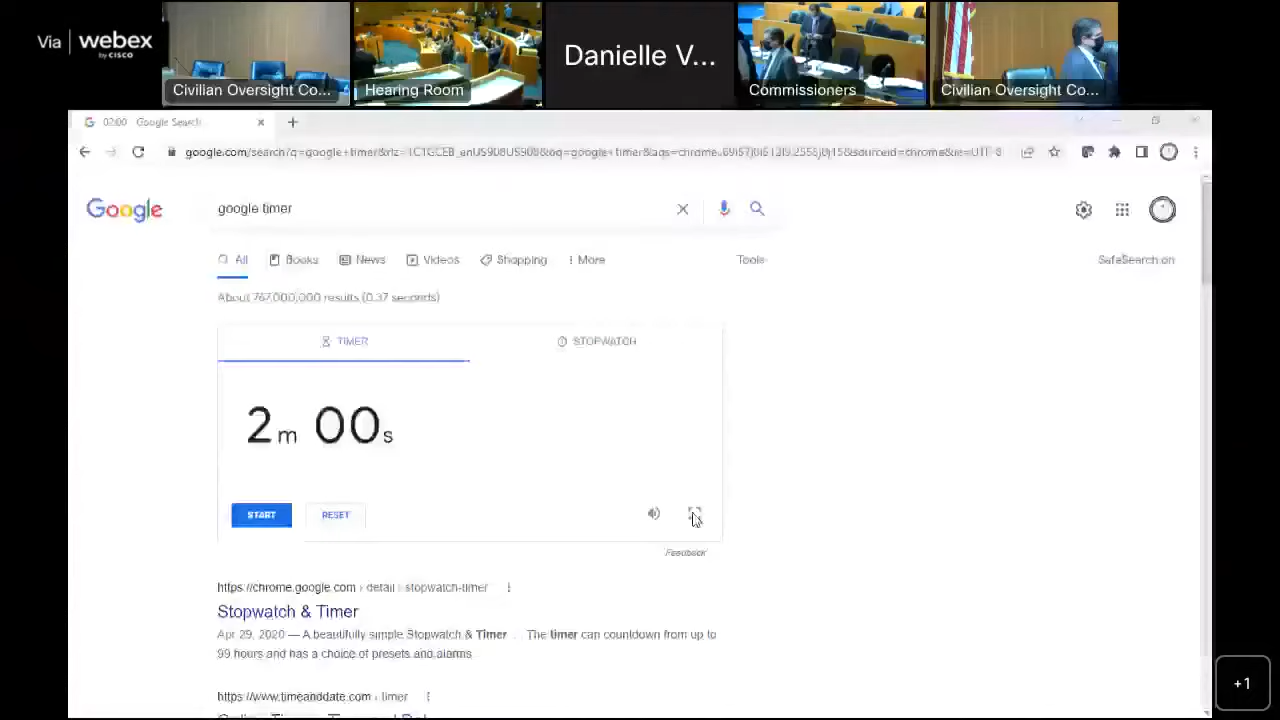 Via | webex
by CISCO
Civilian Oversight Co...
Hearing Room
Danielle V...
Commissioners
Civilian Oversight Co...
02:00 Google Search
Google
google timer
All
Books
News
Videos
Shopping
More
Tools
SafeSearch on
About 767,000,000 results (0.37 seconds)
TIMER
STOPWATCH
2m 00s
START
RESET
Feedback
https://chrome.google.com › detail › stopwatch-timer
Stopwatch & Timer
Apr 29, 2020 — A beautifully simple Stopwatch & Timer ... The timer can countdown from up to
99 hours and has a choice of presets and alarms
https://www.timeanddate.com › timer
+1